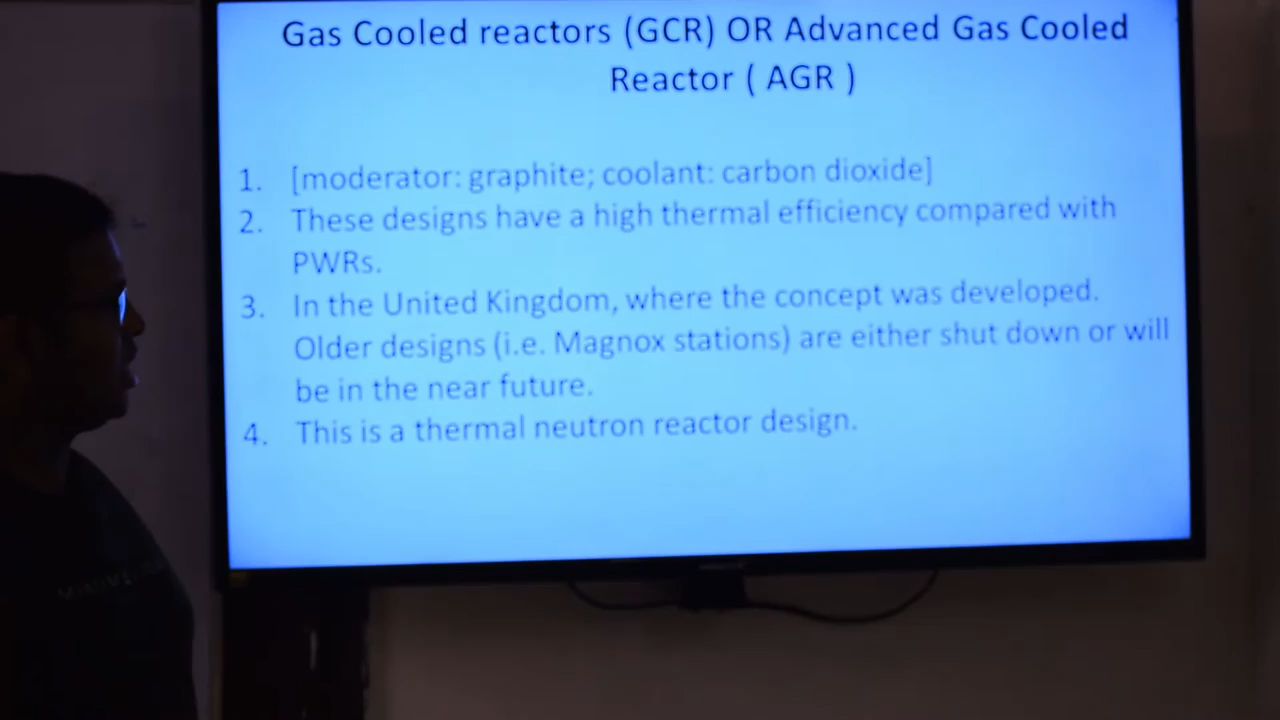 Gas Cooled reactors (GCR) OR Advanced Gas Cooled
Reactor ( AGR )
1. [moderator: graphite; coolant: carbon dioxide]
2. These designs have a high thermal efficiency compared with
PWRs.
3. In the United Kingdom, where the concept was developed.
Older designs (i.e. Magnox stations) are either shut down or will
be in the near future.
4. This is a thermal neutron reactor design.